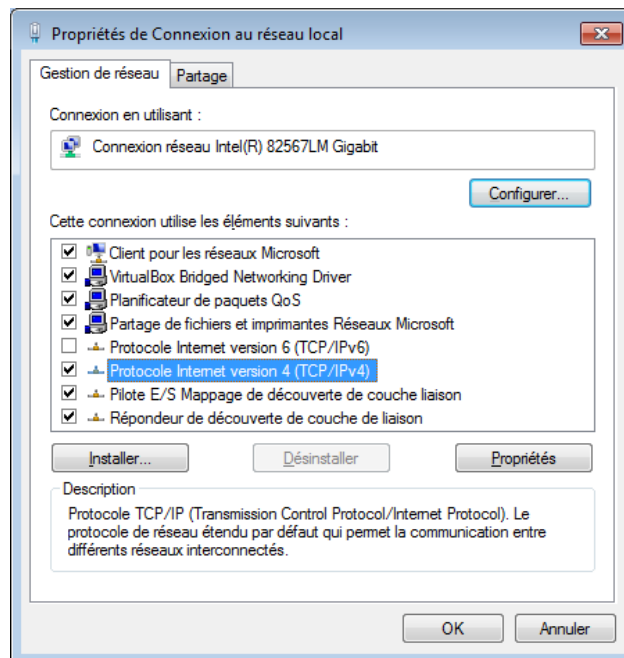 Propriétés de Connexion au réseau local
Gestion de réseau
Partage
Connexion en utilisant :
Connexion réseau Intel(R) 82567LM Gigabit
Configurer...
Cette connexion utilise les éléments suivants :
Client pour les réseaux Microsoft
VirtualBox Bridged Networking Driver
Planificateur de paquets QoS
Partage de fichiers et imprimantes Réseaux Microsoft
Protocole Internet version 6 (TCP/IPv6)
Protocole Internet version 4 (TCP/IPv4)
Pilote E/S Mappage de découverte de couche liaison
Répondeur de découverte de couche de liaison
Installer...
Désinstaller
Propriétés
Description
Protocole TCP/IP (Transmission Control Protocol/Internet Protocol). Le
protocole de réseau étendu par défaut qui permet la communication entre
différents réseaux interconnectés.
OK
Annuler